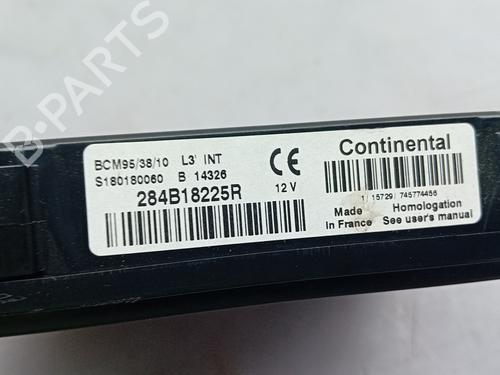 BCM95/38/10 L3' INT
S180180060 B 14326
284B18225R
12 V
CE
Continental
1/15729/745774456
Made in France
Homologation
See user's manual
B-PARTS